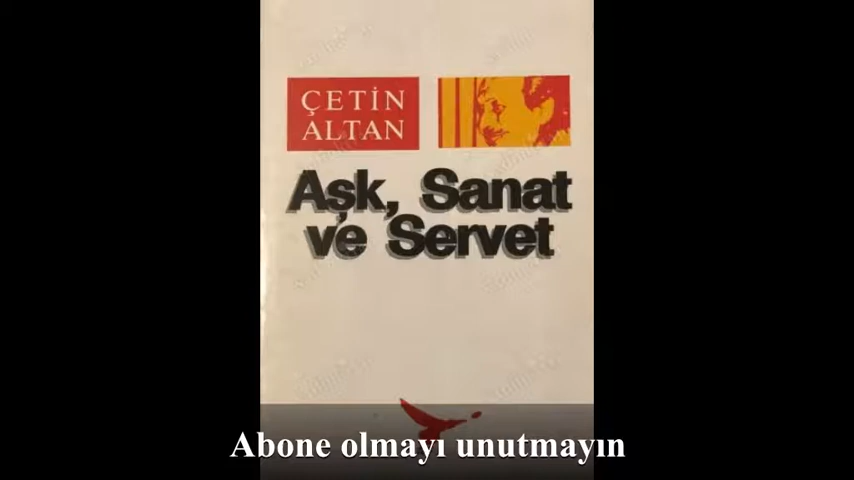 ÇETİN
ALTAN
Aşk, Sanat
ve Servet
Abone olmayı unutmayın